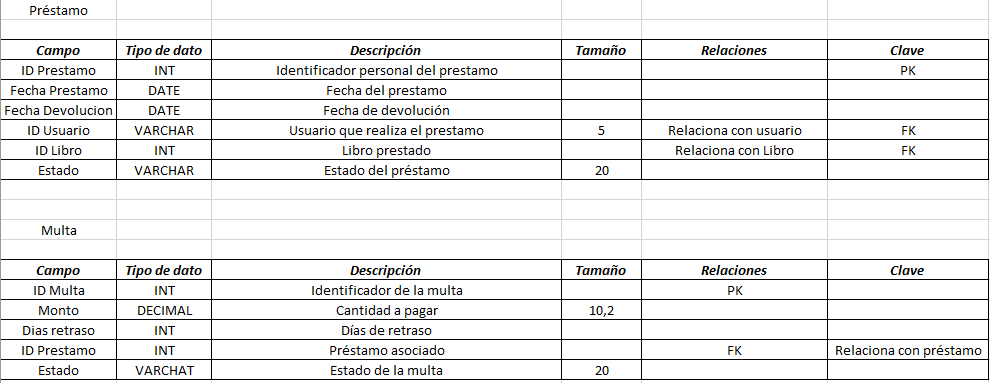 Préstamo
Campo Tipo de dato Descripción Tamaño Relaciones Clave
ID Prestamo INT Identificador personal del prestamo PK
Fecha Prestamo DATE Fecha del prestamo
Fecha Devolucion DATE Fecha de devolución
ID Usuario VARCHAR Usuario que realiza el prestamo 5 Relaciona con usuario FK
ID Libro INT Libro prestado Relaciona con Libro FK
Estado VARCHAR Estado del préstamo 20
Multa
Campo Tipo de dato Descripción Tamaño Relaciones Clave
ID Multa INT Identificador de la multa PK
Monto DECIMAL Cantidad a pagar 10,2
Dias retraso INT Días de retraso
ID Prestamo INT Préstamo asociado FK Relaciona con préstamo
Estado VARCHAT Estado de la multa 20